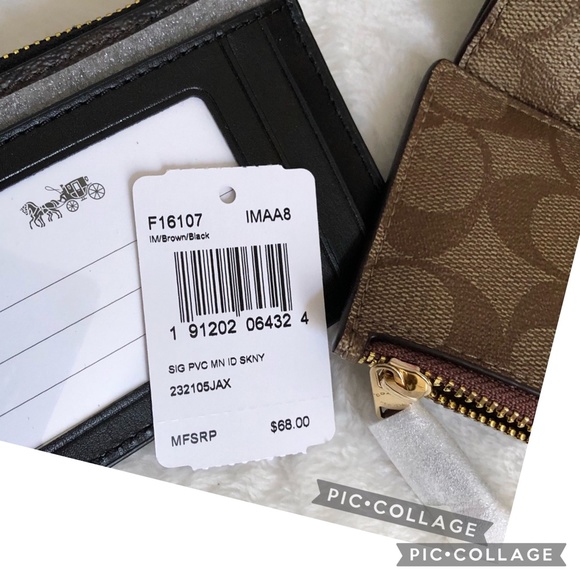 F16107 IMAA8
IM/Brown/Black
1 91202 06432 4
SIG PVC MN ID SKNY
232105JAX
MFSRP $68.00
PIC•COLLAGE
PIC•COLLAGE